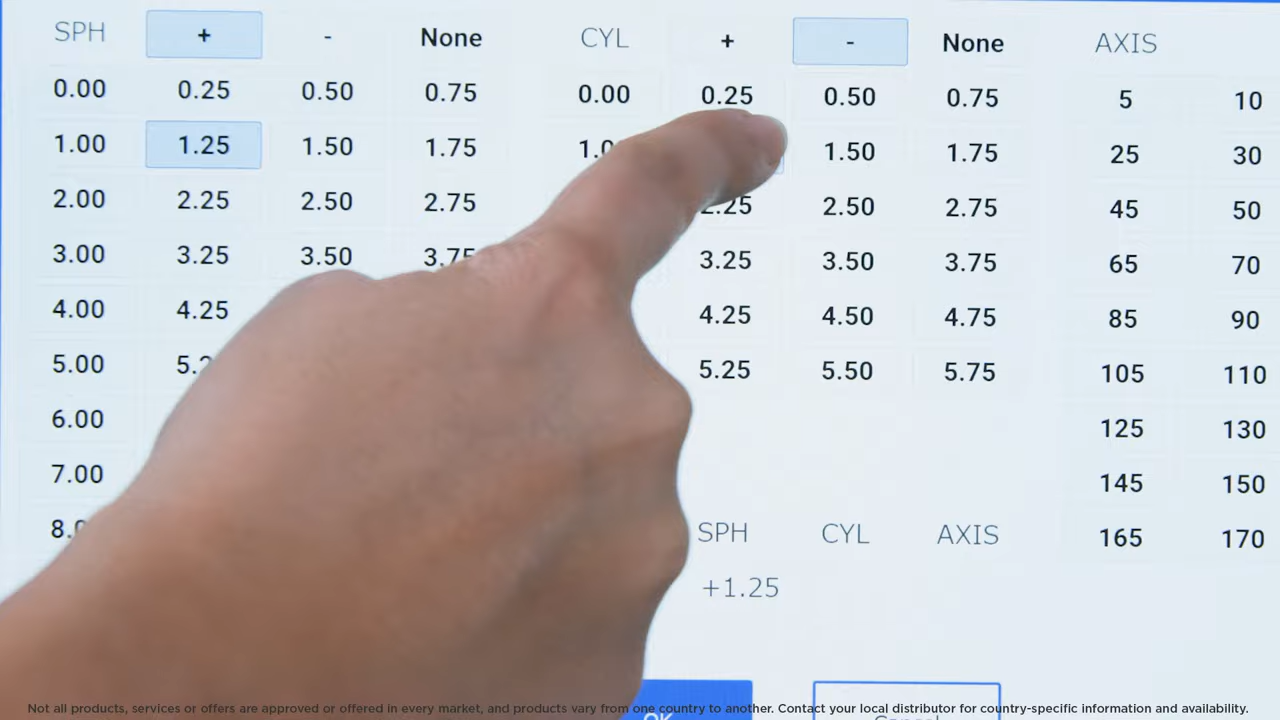 SPH + - None CYL + - None AXIS
0.00 0.25 0.50 0.75 0.00 0.25 0.50 0.75 5 10
1.00 1.25 1.50 1.75 1.50 1.75 25 30
2.00 2.25 2.50 2.75 2.25 2.50 2.75 45 50
3.00 3.25 3.50 3.75 3.25 3.50 3.75 65 70
4.00 4.25 4.25 4.50 4.75 85 90
5.00 5.25 5.50 5.75 105 110
6.00 125 130
7.00 145 150
165 170
SPH CYL AXIS
+1.25
OK Cancel
Not all products, services or offers are approved or offered in every market, and products vary from one country to another. Contact your local distributor for country-specific information and availability.